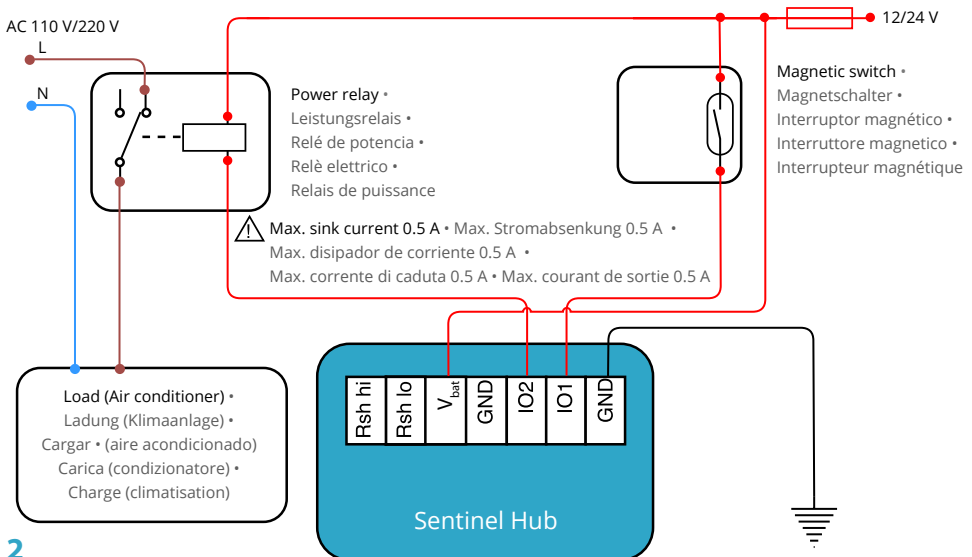 AC 110 V/220 V
L
N
12/24 V
Power relay •
Leistungsrelais •
Relé de potencia •
Relè elettrico •
Relais de puissance
Magnetic switch •
Magnetschalter •
Interruptor magnético •
Interruttore magnetico •
Interrupteur magnétique
Max. sink current 0.5 A • Max. Stromabsenkung 0.5 A •
Max. disipador de corriente 0.5 A •
Max. corrente di caduta 0.5 A • Max. courant de sortie 0.5 A
Load (Air conditioner) •
Ladung (Klimaanlage) •
Cargar • (aire acondicionado)
Carica (condizionatore) •
Charge (climatisation)
Rsh hi
Rsh lo
Vbat
GND
IO2
IO1
GND
Sentinel Hub
2